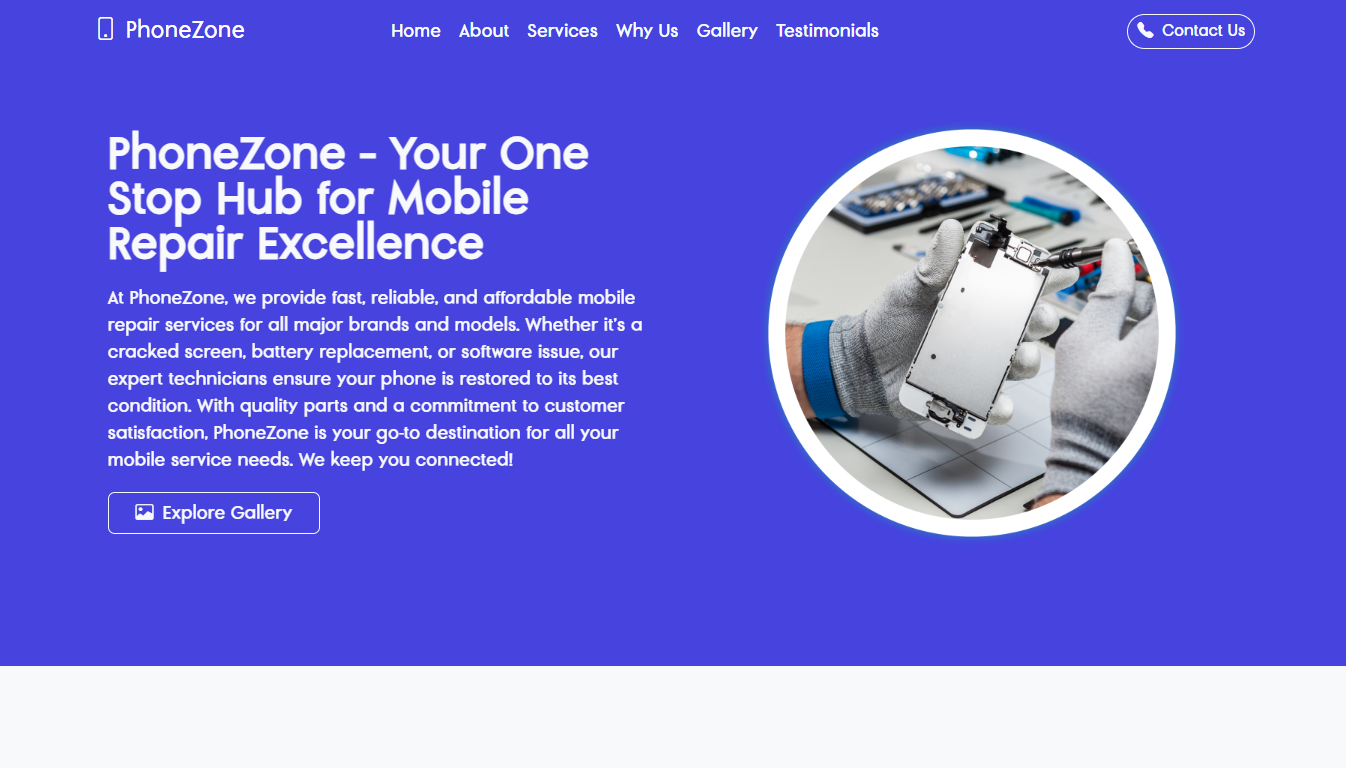 PhoneZone
Home About Services Why Us Gallery Testimonials
Contact Us
PhoneZone - Your One
Stop Hub for Mobile
Repair Excellence
At PhoneZone, we provide fast, reliable, and affordable mobile
repair services for all major brands and models. Whether it's a
cracked screen, battery replacement, or software issue, our
expert technicians ensure your phone is restored to its best
condition. With quality parts and a commitment to customer
satisfaction, PhoneZone is your go-to destination for all your
mobile service needs. We keep you connected!
Explore Gallery